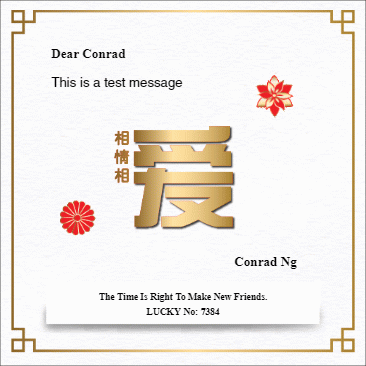 Dear Conrad
This is a test message
相情相
爱
Conrad Ng
The Time Is Right To Make New Friends.
LUCKY No: 7384